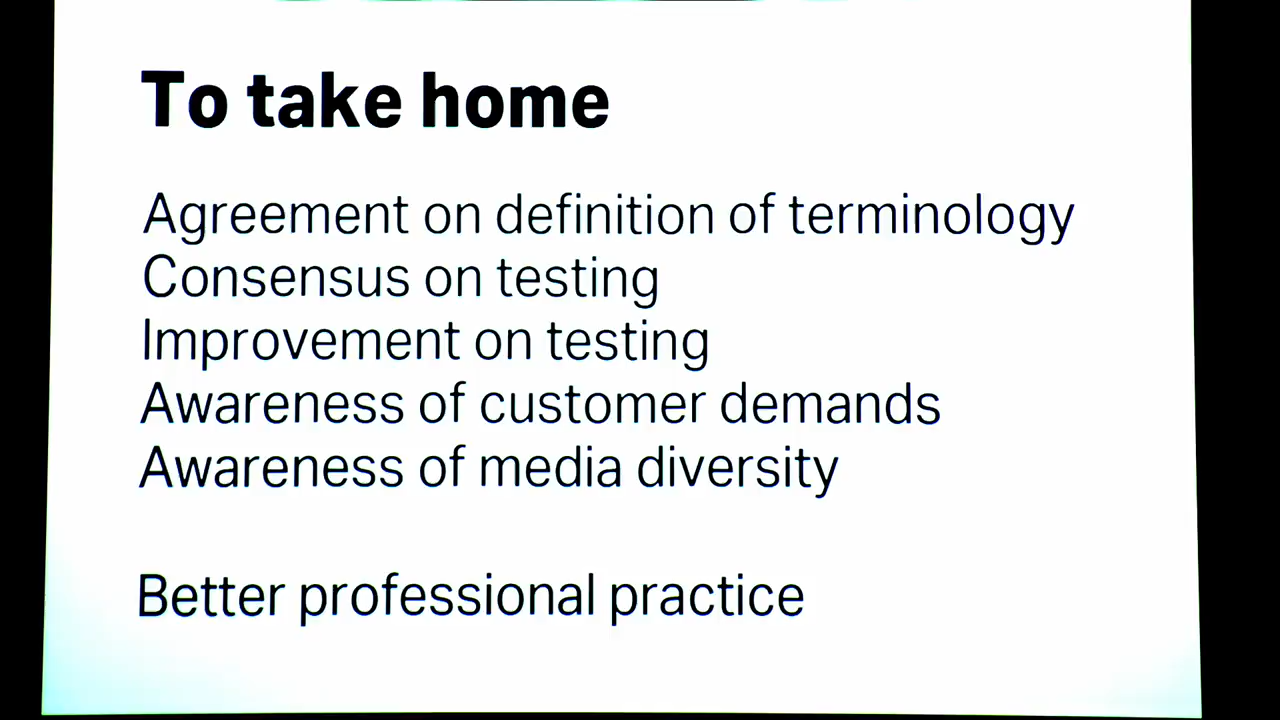 To take home
Agreement on definition of terminology
Consensus on testing
Improvement on testing
Awareness of customer demands
Awareness of media diversity
Better professional practice